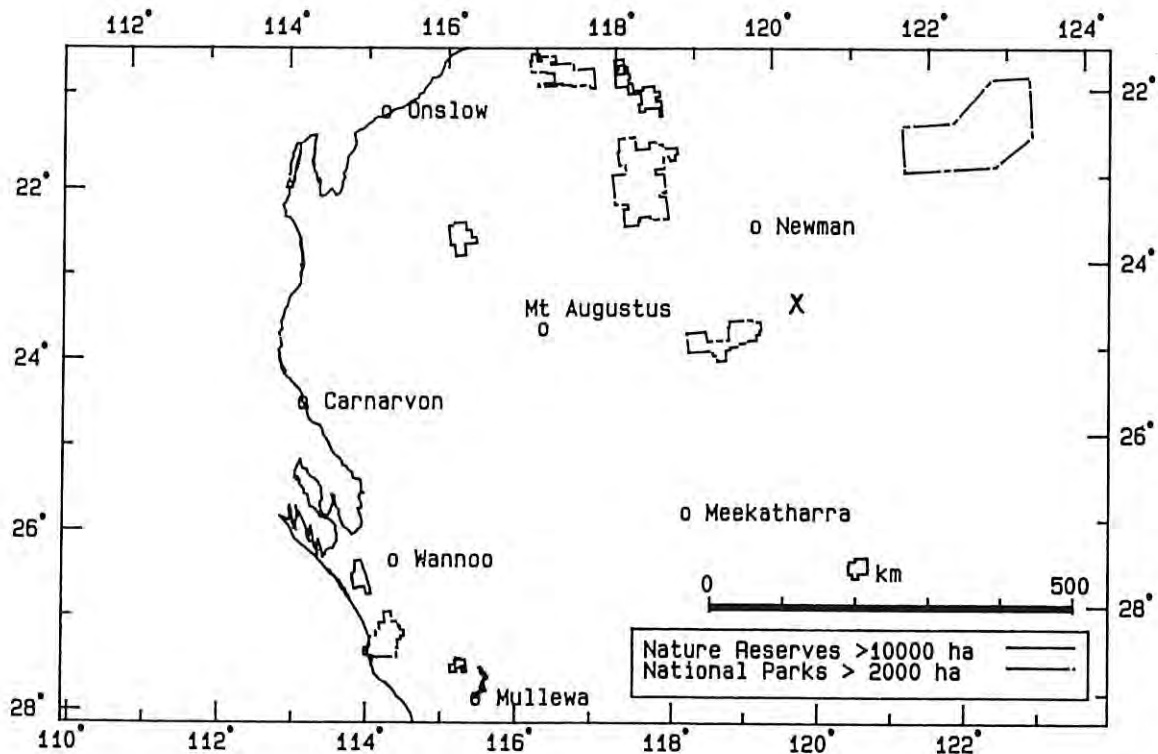 112° 114° 116° 118° 120° 122° 124°
22°
Onslow
22°
Newman
24°
X
Mt Augustus
24°
Carnarvon
26°
Meekatharra
26°
Wannoo
0 km 500
28°
Nature Reserves >10000 ha
National Parks > 2000 ha
28°
Mullewa
110° 112° 114° 116° 118° 120° 122°